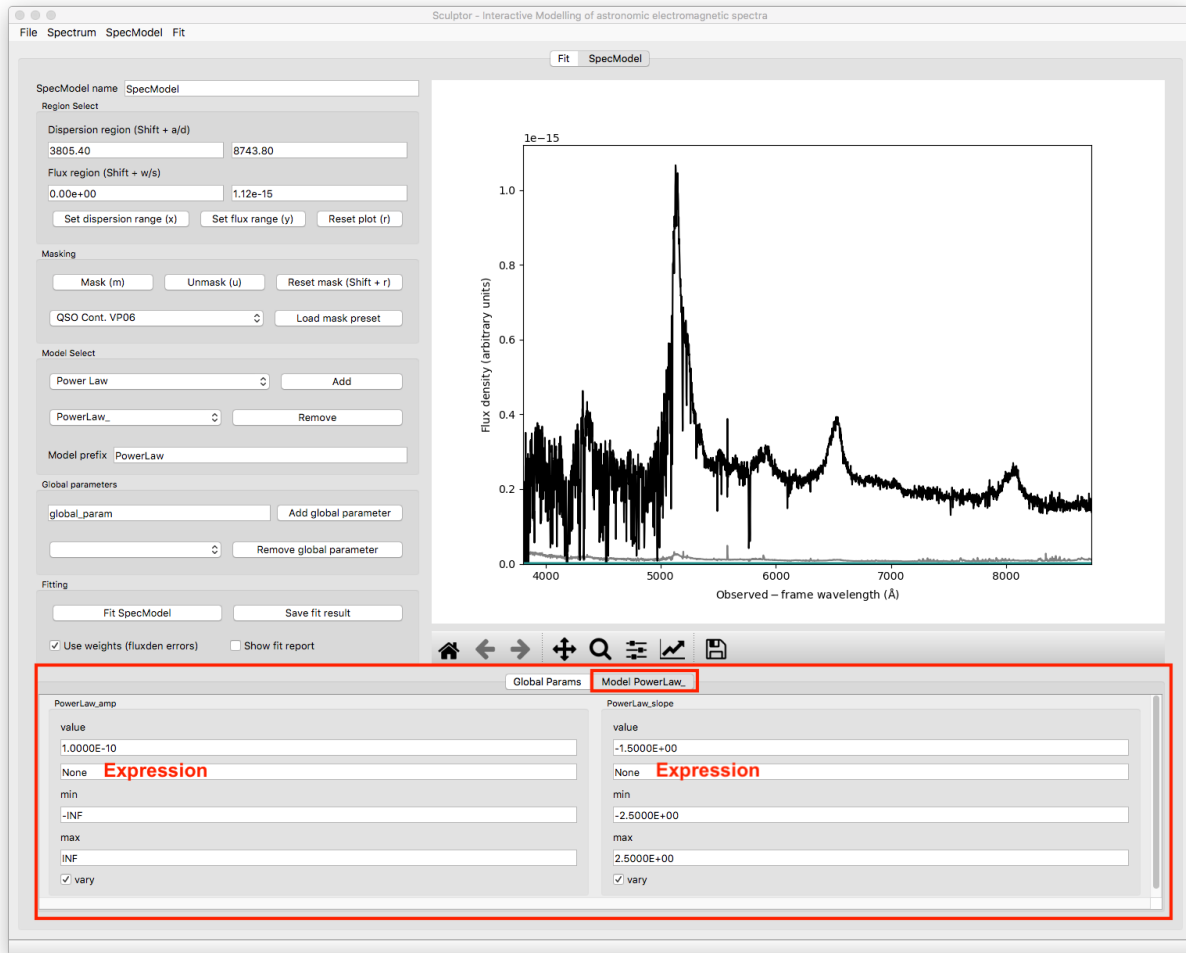 Sculptor - Interactive Modelling of astronomic electromagnetic spectra
File Spectrum SpecModel Fit
Fit SpecModel
SpecModel name SpecModel
Region Select
Dispersion region (Shift + a/d)
3805.40 8743.80
Flux region (Shift + w/s)
0.00e+00 1.12e-15
Set dispersion range (x) Set flux range (y) Reset plot (r)
Masking
Mask (m) Unmask (u) Reset mask (Shift + r)
QSO Cont. VP06 Load mask preset
Model Select
Power Law Add
PowerLaw_ Remove
Model prefix PowerLaw
Global parameters
global_param Add global parameter
Remove global parameter
Fitting
Fit SpecModel Save fit result
Use weights (fluxden errors) Show fit report
1e−15
1.0
0.8
0.6
0.4
0.2
0.0
Flux density (arbitrary units)
4000 5000 6000 7000 8000
Observed − frame wavelength (Å)
Global Params Model PowerLaw_
PowerLaw_amp
value
1.0000E-10
None Expression
min
-INF
max
INF
vary
PowerLaw_slope
value
-1.5000E+00
None Expression
min
-2.5000E+00
max
2.5000E+00
vary